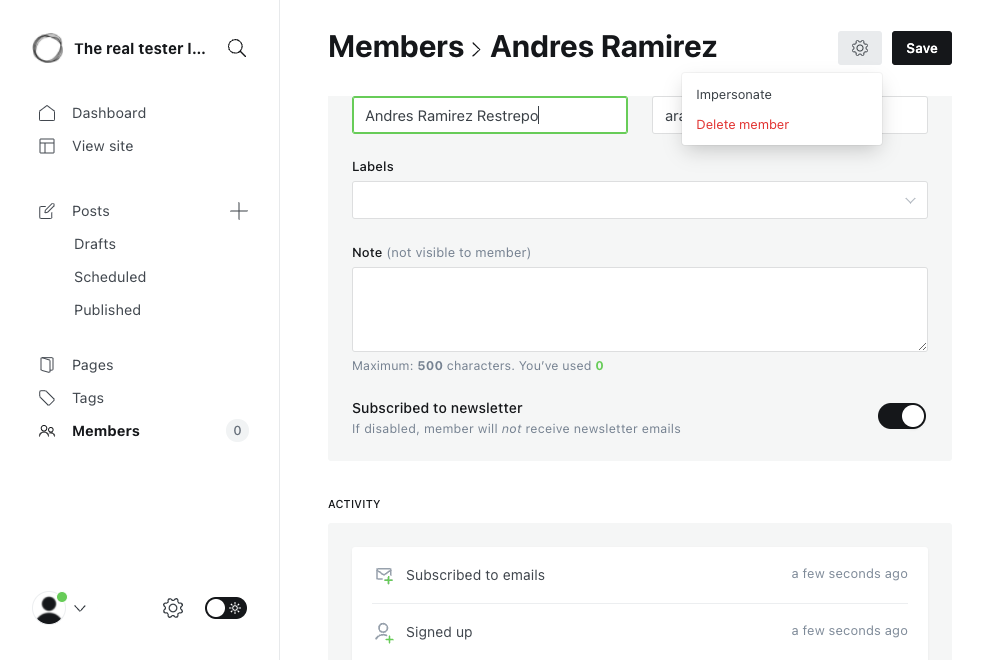 The real tester l...
Members > Andres Ramirez
Save
Impersonate
Delete member
Dashboard
View site
Posts
Drafts
Scheduled
Published
Pages
Tags
Members 0
Andres Ramirez Restrepo
ara
Labels
Note (not visible to member)
Maximum: 500 characters. You’ve used 0
Subscribed to newsletter
If disabled, member will not receive newsletter emails
ACTIVITY
Subscribed to emails a few seconds ago
Signed up a few seconds ago